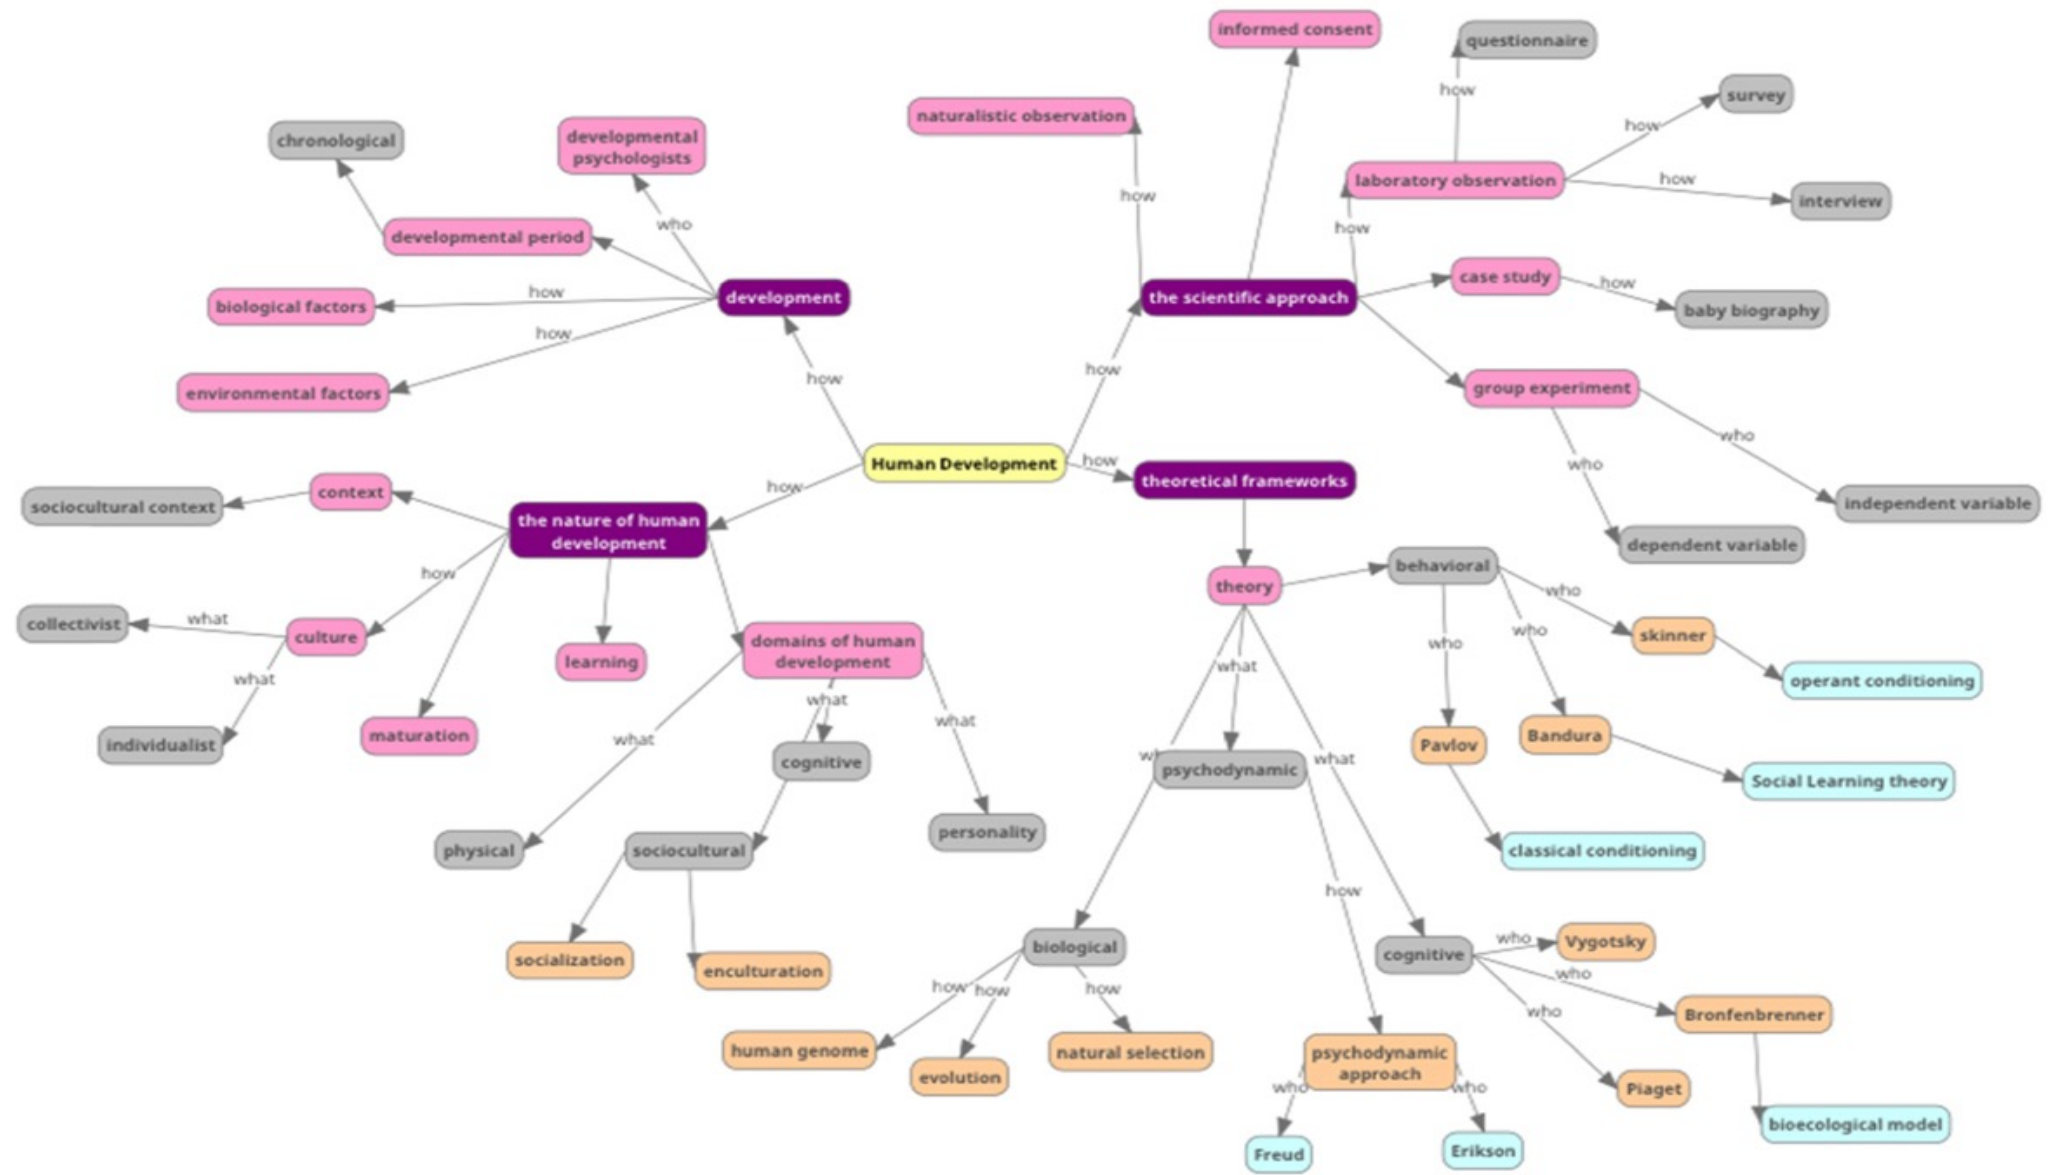 informed consent
questionnaire
how
naturalistic observation
survey
how
chronological
developmental
psychologists
laboratory observation
how
interview
how
how
who
developmental period
case study
how
baby biography
development
the scientific approach
biological factors
how
how
environmental factors
how
how
group experiment
who
who
independent variable
dependent variable
Human Development
how
theoretical frameworks
how
context
sociocultural context
the nature of human
development
how
culture
what
collectivist
what
individualist
maturation
learning
domains of human
development
what
what
what
cognitive
physical
sociocultural
personality
socialization
enculturation
theory
behavioral
who
skinner
operant conditioning
who
who
Pavlov
Bandura
Social Learning theory
classical conditioning
what
what
psychodynamic
how
biological
how
how
how
human genome
evolution
natural selection
psychodynamic
approach
who
who
Freud
Erikson
cognitive
who
Vygotsky
who
Bronfenbrenner
who
Piaget
bioecological model